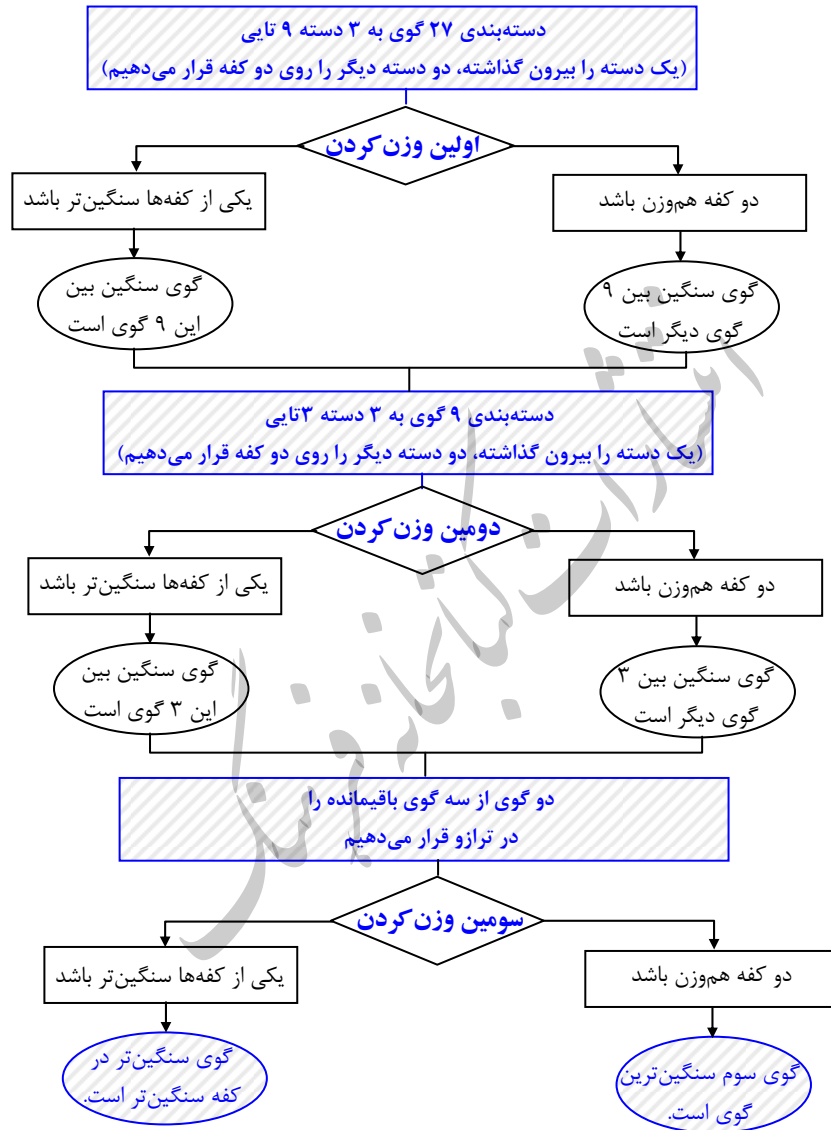 دسته‌بندی ۲۷ گوی به ۳ دسته ۹ تایی
(یک دسته را بیرون گذاشته، دو دسته دیگر را روی دو کفه قرار می‌دهیم)
اولین وزن کردن
دو کفه هم‌وزن باشد
یکی از کفه‌ها سنگین‌تر باشد
گوی سنگین بین ۹
گوی دیگر است
گوی سنگین بین
این ۹ گوی است
دسته‌بندی ۹ گوی به ۳ دسته ۳تایی
(یک دسته را بیرون گذاشته، دو دسته دیگر را روی دو کفه قرار می‌دهیم)
دومین وزن کردن
دو کفه هم‌وزن باشد
یکی از کفه‌ها سنگین‌تر باشد
گوی سنگین بین ۳
گوی دیگر است
گوی سنگین بین
این ۳ گوی است
دو گوی از سه گوی باقیمانده را
در ترازو قرار می‌دهیم
سومین وزن کردن
دو کفه هم‌وزن باشد
یکی از کفه‌ها سنگین‌تر باشد
گوی سوم سنگین‌ترین
گوی است.
گوی سنگین‌تر در
کفه سنگین‌تر است.
انتشارات کتابخانه فرهنگ